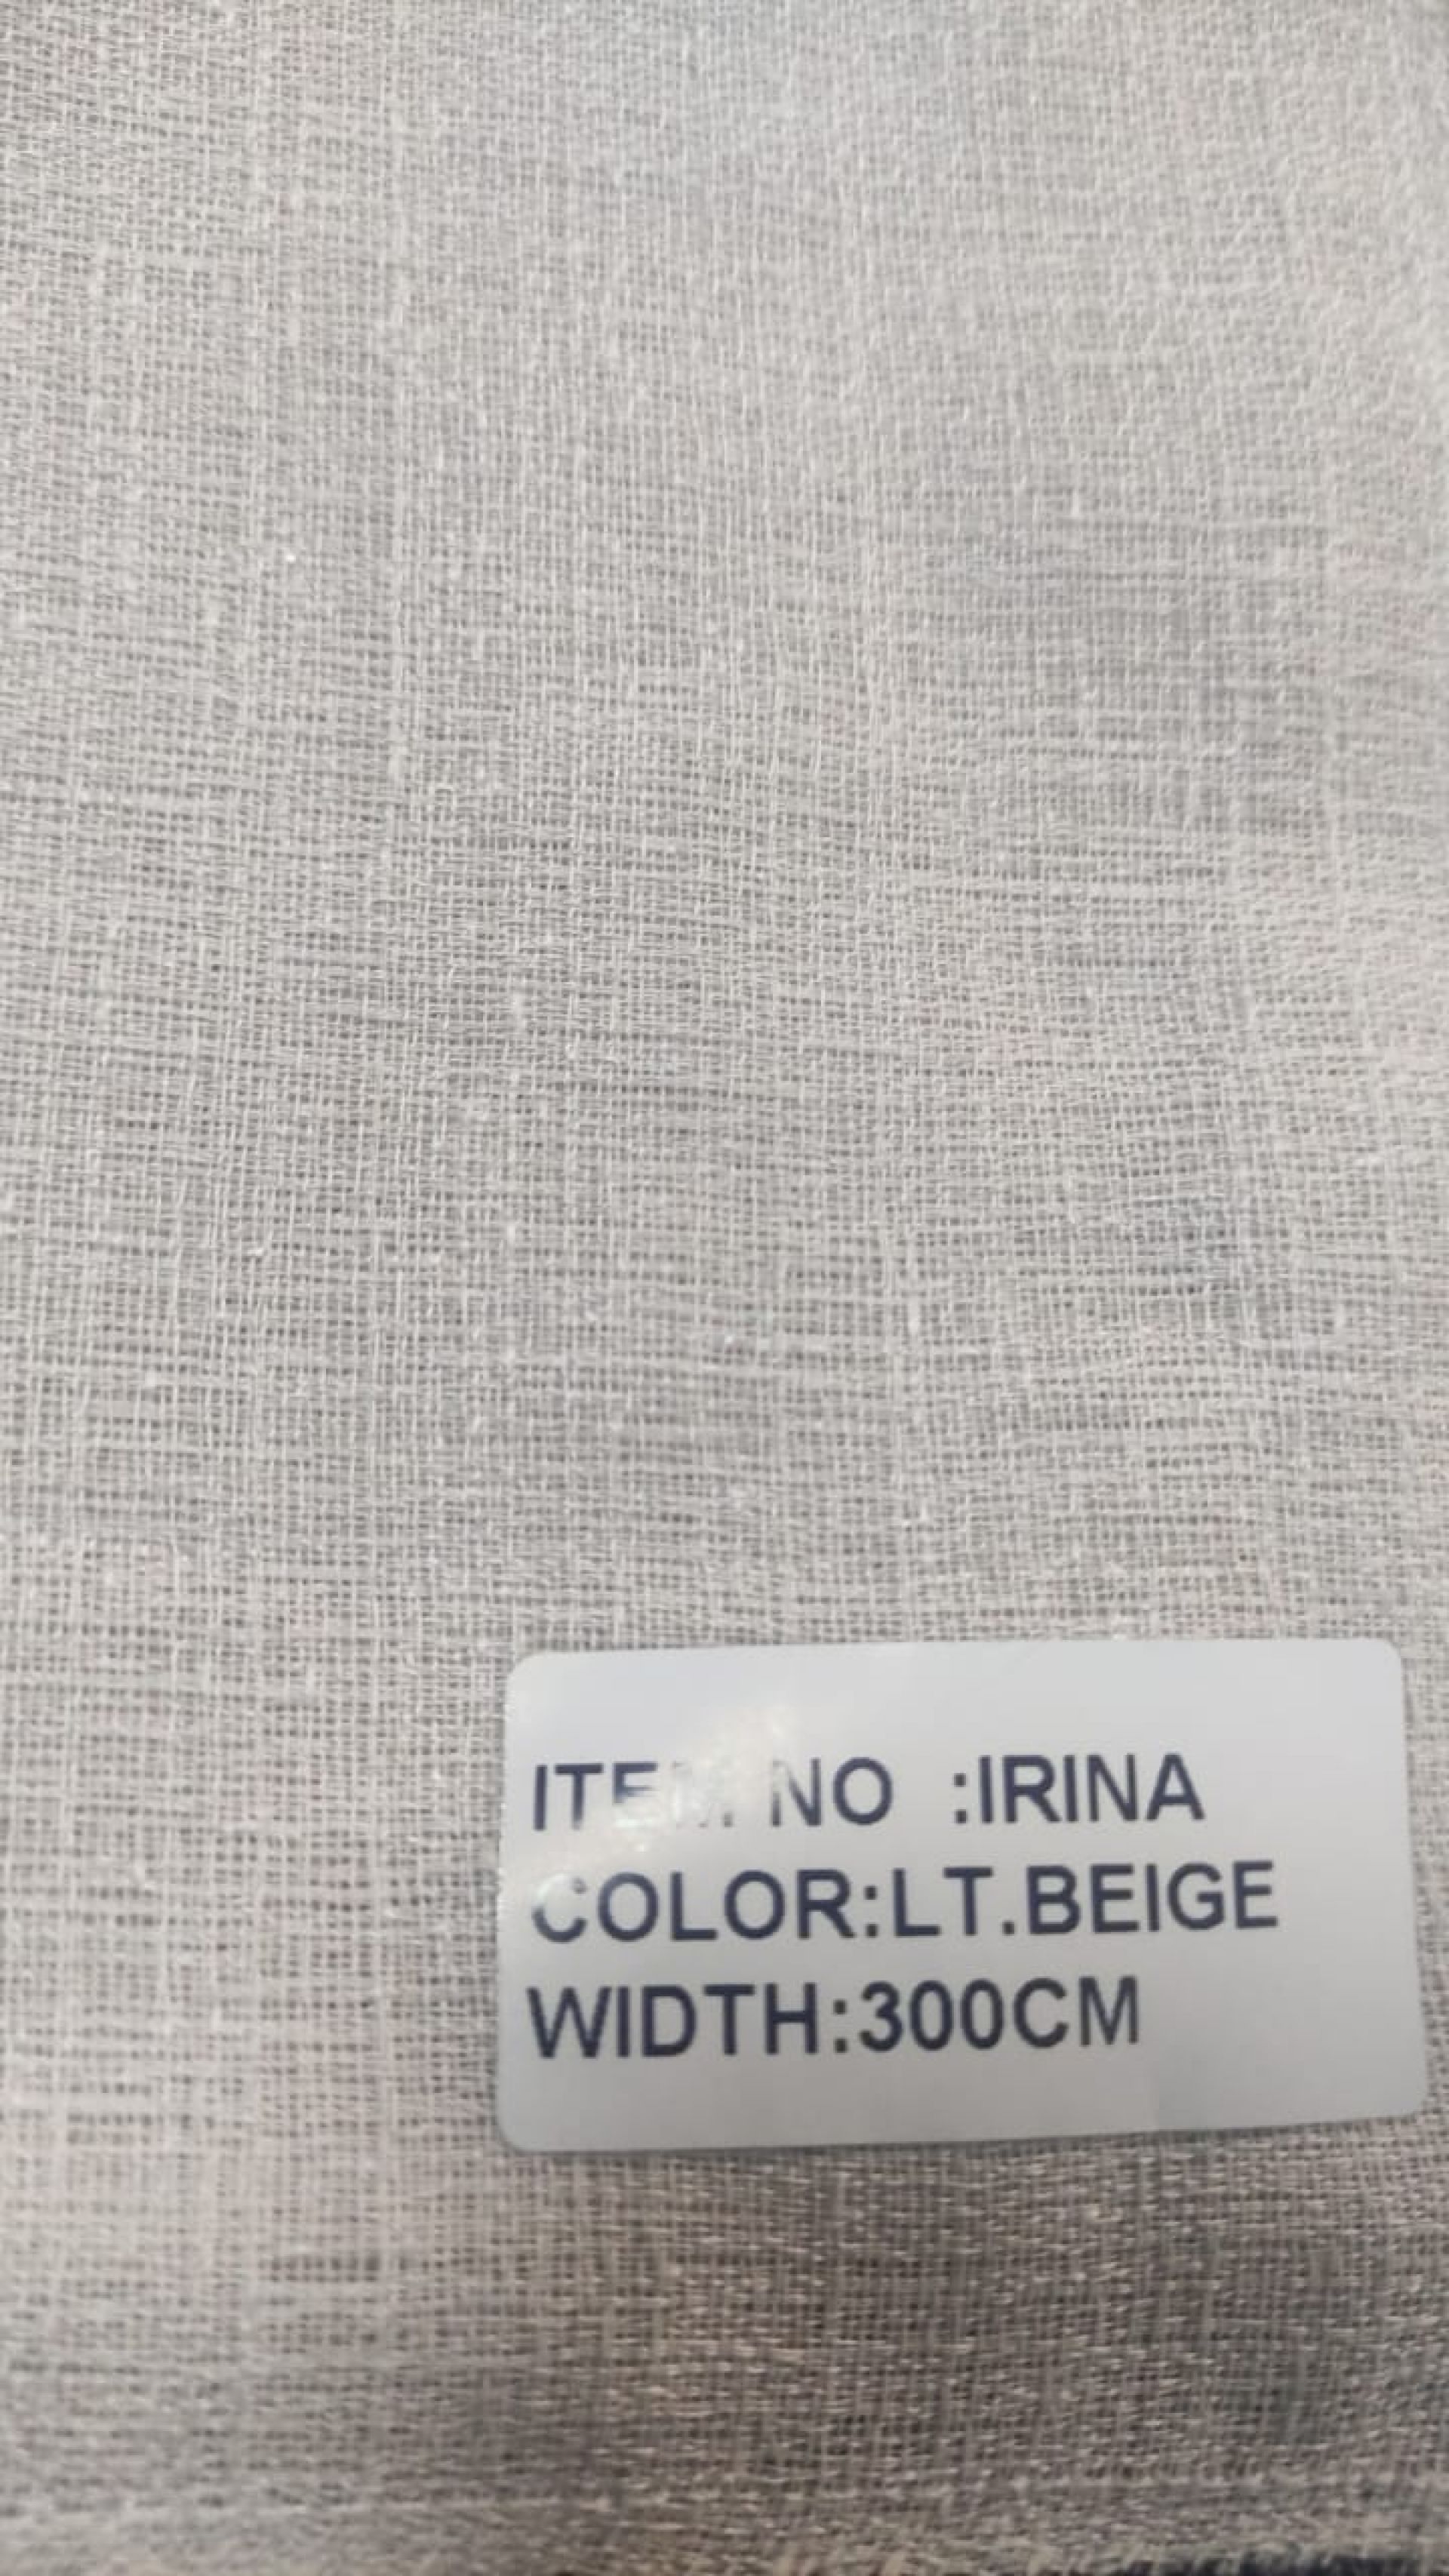 ITEM NO  :IRINA
COLOR:LT.BEIGE
WIDTH:300CM